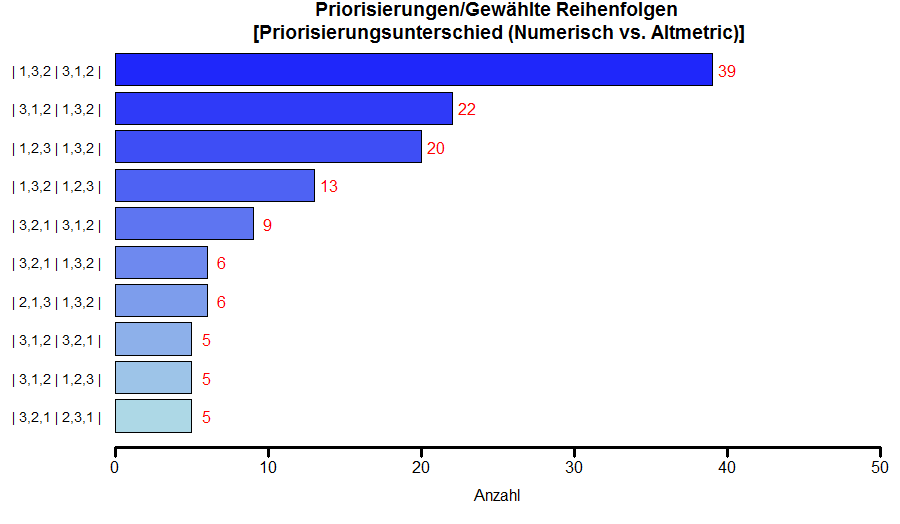 Priorisierungen/Gewählte Reihenfolgen
[Priorisierungsunterschied (Numerisch vs. Altmetric)]
| 1,3,2 | 3,1,2 | 39
| 3,1,2 | 1,3,2 | 22
| 1,2,3 | 1,3,2 | 20
| 1,3,2 | 1,2,3 | 13
| 3,2,1 | 3,1,2 | 9
| 3,2,1 | 1,3,2 | 6
| 2,1,3 | 1,3,2 | 6
| 3,1,2 | 3,2,1 | 5
| 3,1,2 | 1,2,3 | 5
| 3,2,1 | 2,3,1 | 5
0 10 20 30 40 50
Anzahl